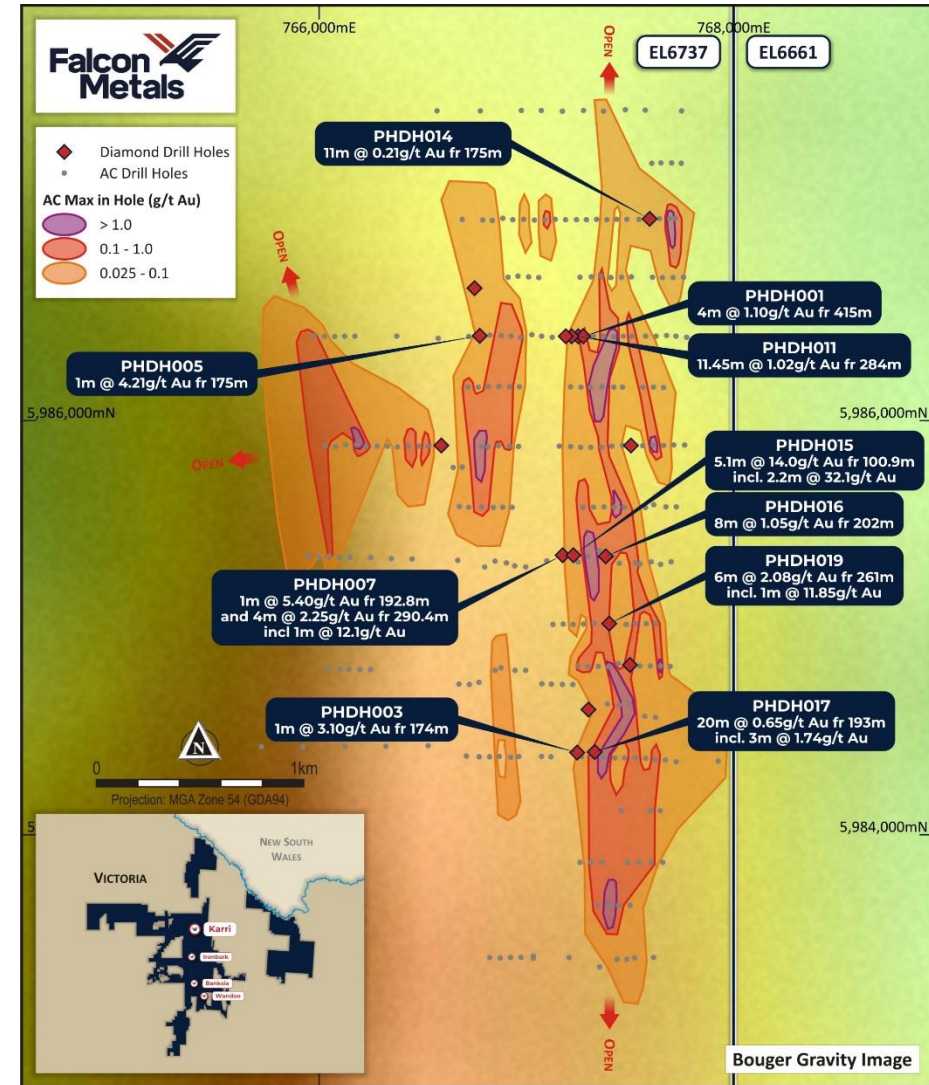 766,000mE
768,000mE
OPEN
EL6737
EL6661
Falcon
Metals
Diamond Drill Holes
AC Drill Holes
AC Max in Hole (g/t Au)
> 1.0
0.1 - 1.0
0.025 - 0.1
PHDH014
11m @ 0.21g/t Au fr 175m
OPEN
PHDH001
4m @ 1.10g/t Au fr 415m
PHDH011
11.45m @ 1.02g/t Au fr 284m
PHDH005
1m @ 4.21g/t Au fr 175m
5,986,000mN
5,986,000mN
OPEN
PHDH015
5.1m @ 14.0g/t Au fr 100.9m
incl. 2.2m @ 32.1g/t Au
PHDH016
8m @ 1.05g/t Au fr 202m
PHDH019
6m @ 2.08g/t Au fr 261m
incl. 1m @ 11.85g/t Au
PHDH007
1m @ 5.40g/t Au fr 192.8m
and 4m @ 2.25g/t Au fr 290.4m
incl 1m @ 12.1g/t Au
PHDH003
1m @ 3.10g/t Au fr 174m
PHDH017
20m @ 0.65g/t Au fr 193m
incl. 3m @ 1.74g/t Au
N
0 1km
Projection: MGA Zone 54 (GDA94)
5
5,984,000mN
NEW SOUTH
WALES
VICTORIA
Karri
Ironbark
Banksia
Wandoo
OPEN
Bouger Gravity Image